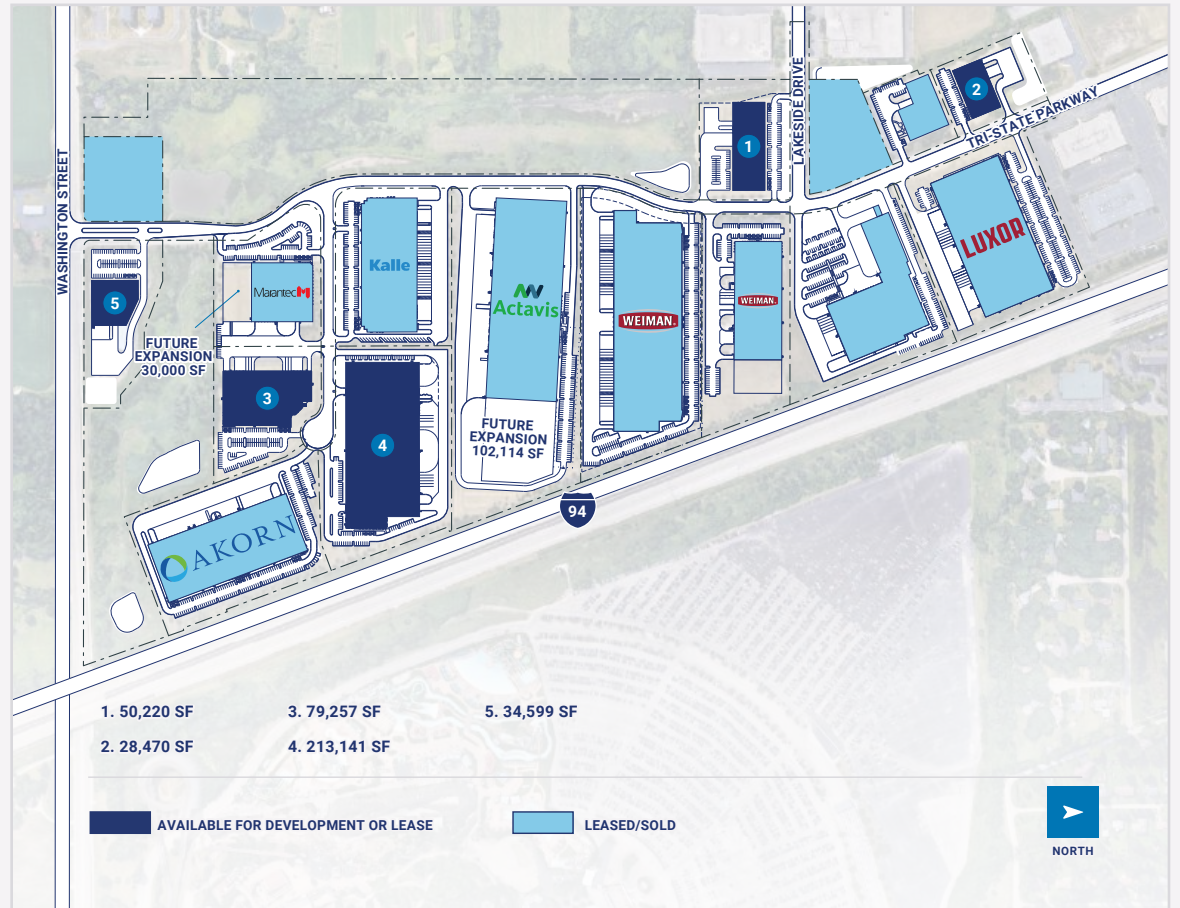 WASHINGTON STREET
LAKESIDE DRIVE
TRI-STATE PARKWAY
1
2
5
Kalle
Marantec M
Actavis
WEIMAN.
WEIMAN.
LUXOR
FUTURE
EXPANSION
30,000 SF
3
4
FUTURE
EXPANSION
102,114 SF
94
AKORN
1. 50,220 SF
2. 28,470 SF
3. 79,257 SF
4. 213,141 SF
5. 34,599 SF
AVAILABLE FOR DEVELOPMENT OR LEASE
LEASED/SOLD
NORTH